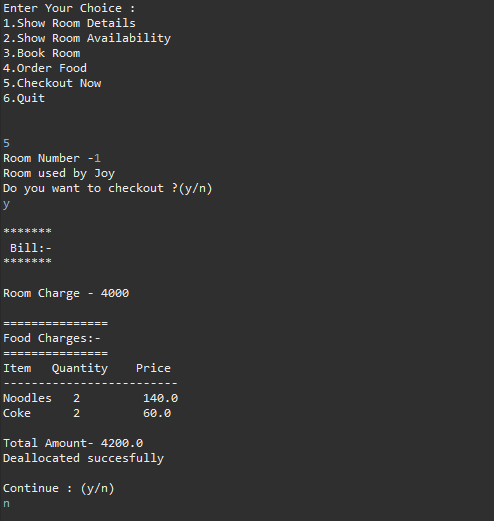 Enter Your Choice :
1.Show Room Details
2.Show Room Availability
3.Book Room
4.Order Food
5.Checkout Now
6.Quit
5
Room Number -1
Room used by Joy
Do you want to checkout ?(y/n)
y
*******
 Bill:-
*******
Room Charge - 4000
===============
Food Charges:-
===============
Item   Quantity    Price
-------------------------
Noodles   2         140.0
Coke      2         60.0
Total Amount- 4200.0
Deallocated succesfully
Continue : (y/n)
n